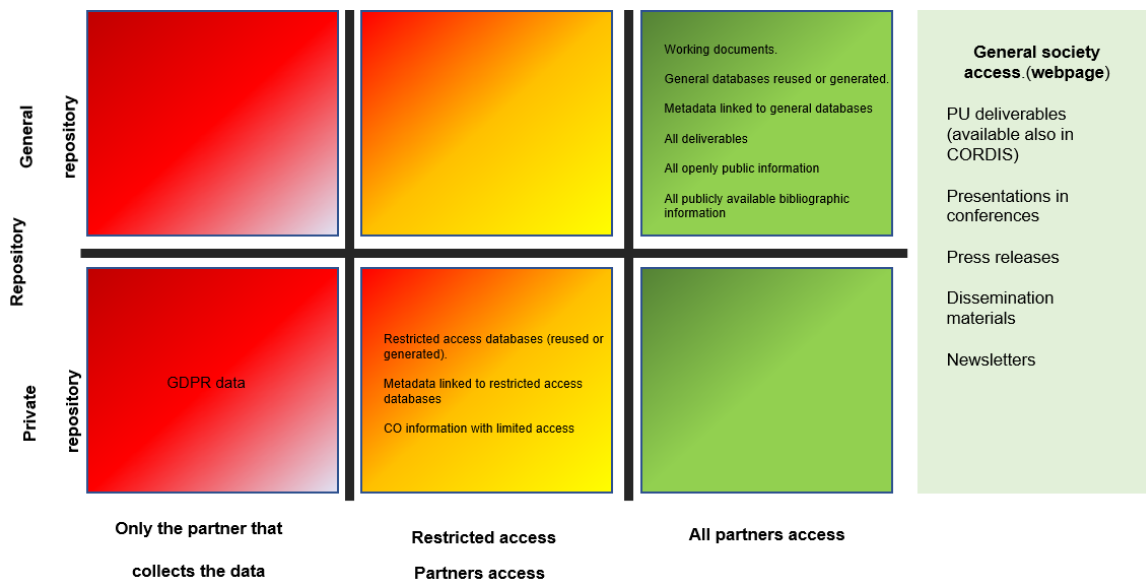 General
repository
Repository
Private
repository
Working documents.
General databases reused or generated.
Metadata linked to general databases
All deliverables
All openly public information
All publicly available bibliographic
information
General society
access.(webpage)
PU deliverables
(available also in
CORDIS)
Presentations in
conferences
Press releases
Dissemination
materials
Newsletters
GDPR data
Restricted access databases (reused or
generated).
Metadata linked to restricted access
databases
CO information with limited access
Only the partner that
collects the data
Restricted access
Partners access
All partners access